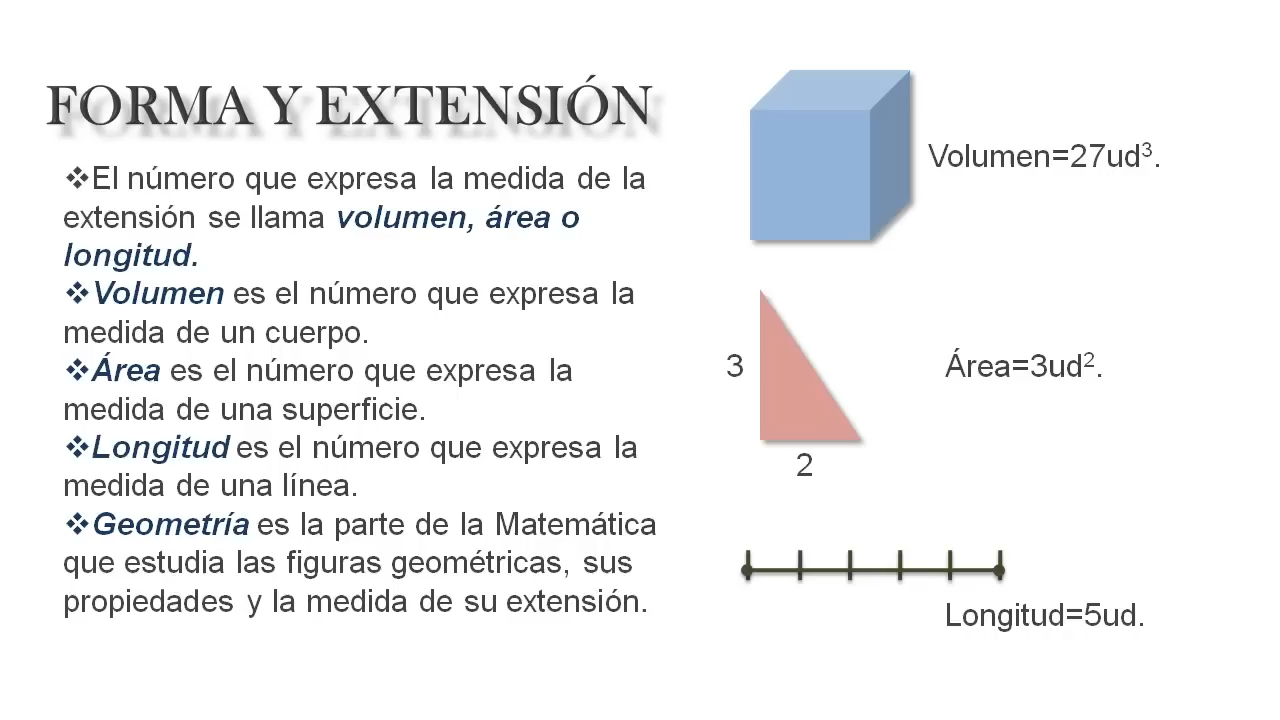 FORMA Y EXTENSIÓN
❖El número que expresa la medida de la
extensión se llama volumen, área o
longitud.
❖Volumen es el número que expresa la
medida de un cuerpo.
❖Área es el número que expresa la
medida de una superficie.
❖Longitud es el número que expresa la
medida de una línea.
❖Geometría es la parte de la Matemática
que estudia las figuras geométricas, sus
propiedades y la medida de su extensión.
Volumen=27ud³.
3
Área=3ud².
2
Longitud=5ud.